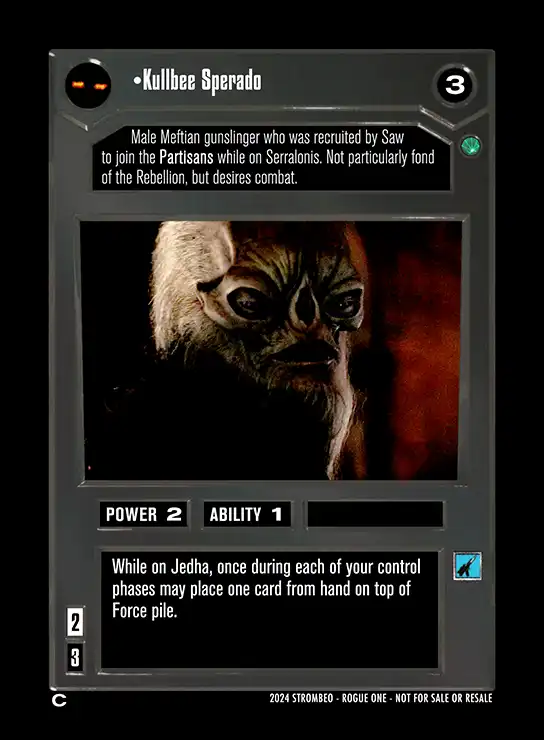 •Kullbee Sperado
3
Male Meftian gunslinger who was recruited by Saw
to join the Partisans while on Serralonis. Not particularly fond
of the Rebellion, but desires combat.
POWER 2
ABILITY 1
While on Jedha, once during each of your control
phases may place one card from hand on top of
Force pile.
2
3
C
2024 STROMBEO - ROGUE ONE - NOT FOR SALE OR RESALE